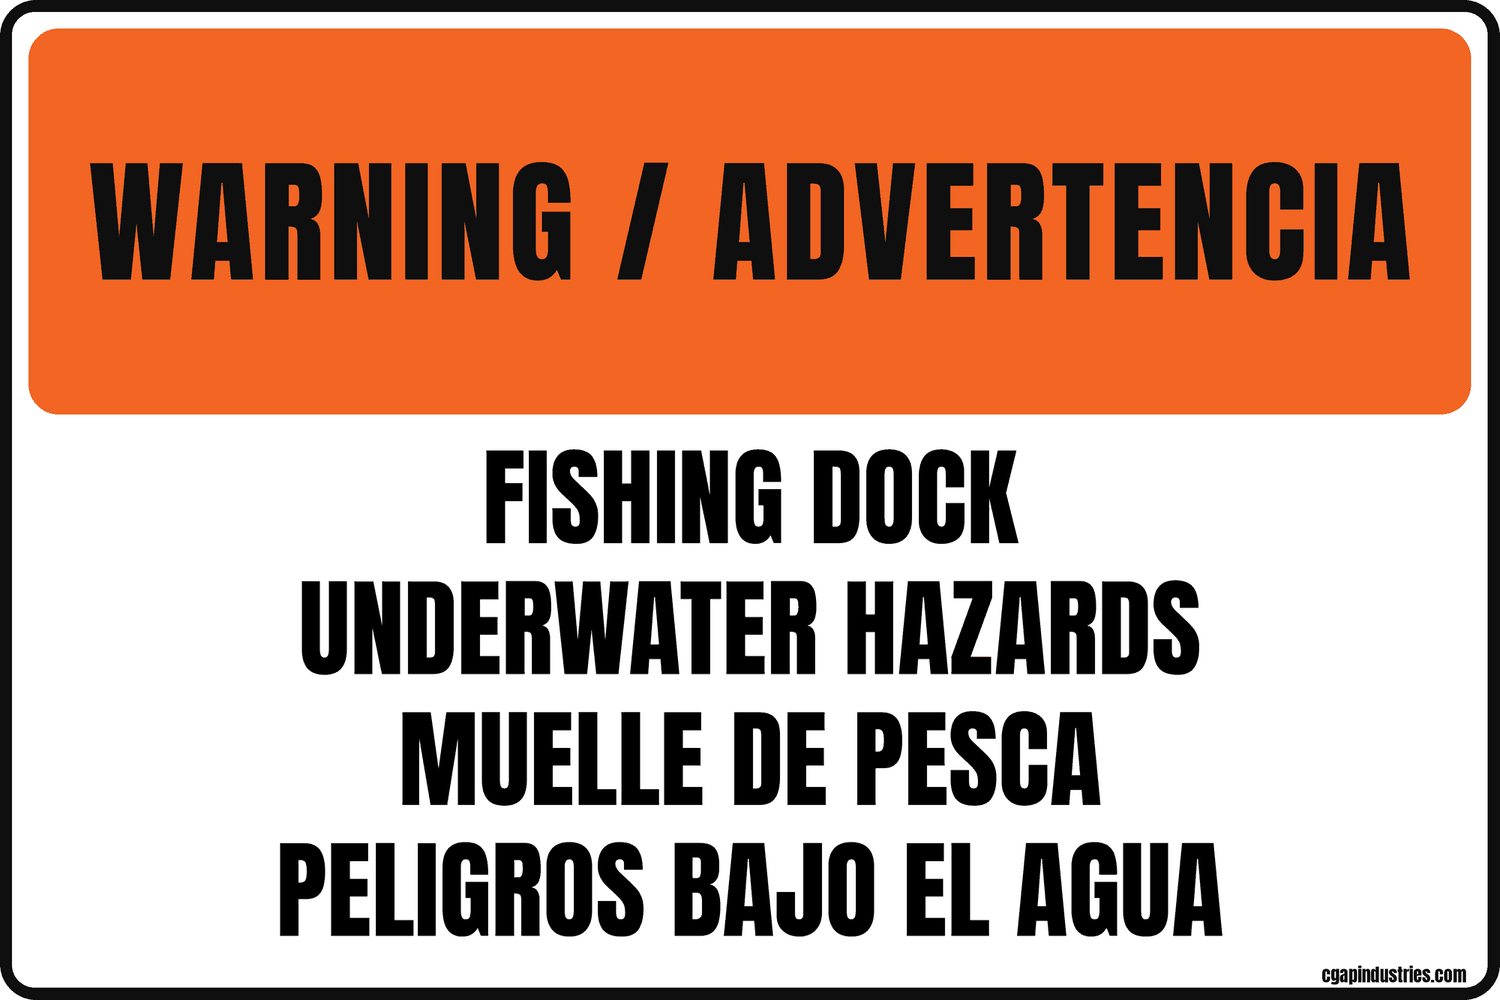 WARNING / ADVERTENCIA
FISHING DOCK
UNDERWATER HAZARDS
MUELLE DE PESCA
PELIGROS BAJO EL AGUA
cgapindustries.com